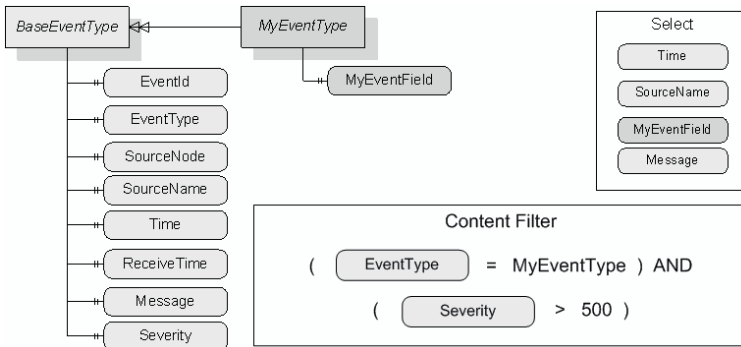 BaseEventType
MyEventType
EventId
EventType
SourceNode
SourceName
Time
ReceiveTime
Message
Severity
MyEventField
Select
Time
SourceName
MyEventField
Message
Content Filter
( EventType = MyEventType ) AND
( Severity > 500 )